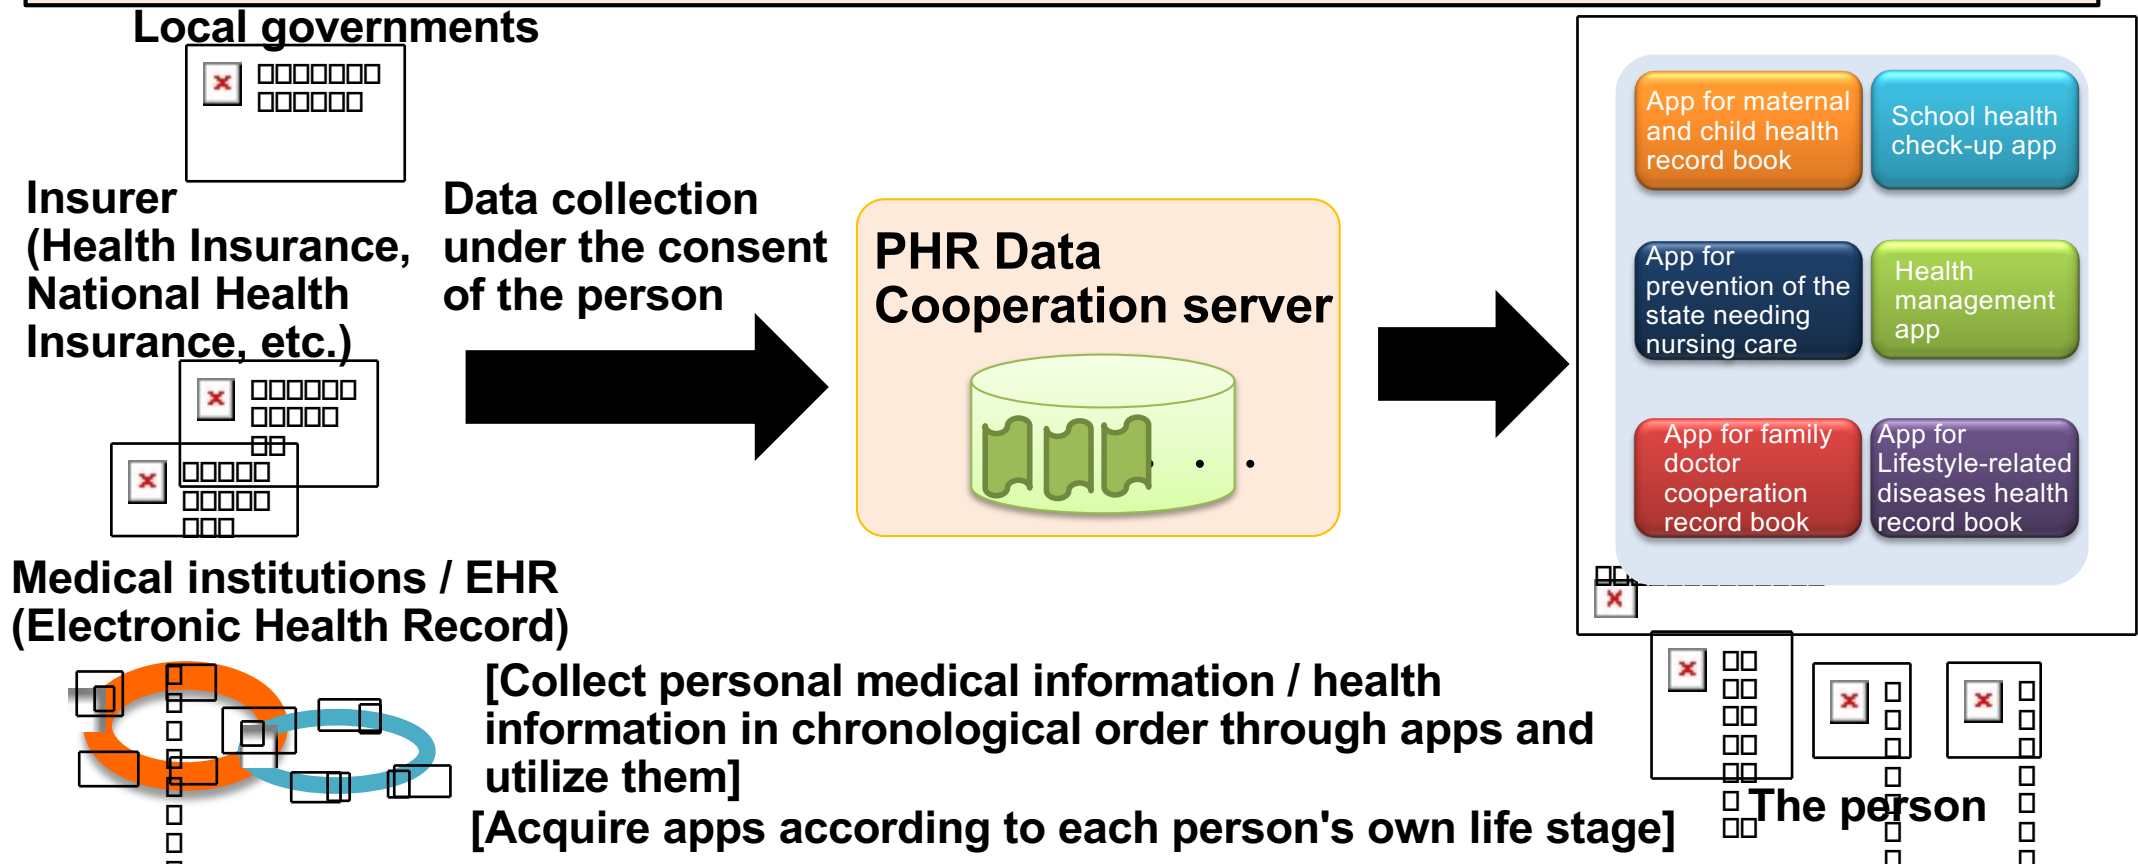 Local governments
Insurer
(Health Insurance,
National Health
Insurance, etc.)
Data collection
under the consent
of the person
PHR Data
Cooperation server
. . .
App for maternal
and child health
record book
School health
check-up app
App for
prevention of the
state needing
nursing care
Health
management
app
App for family
doctor
cooperation
record book
App for
Lifestyle-related
diseases health
record book
Medical institutions / EHR
(Electronic Health Record)
[Collect personal medical information / health
information in chronological order through apps and
utilize them]
[Acquire apps according to each person's own life stage]
The person